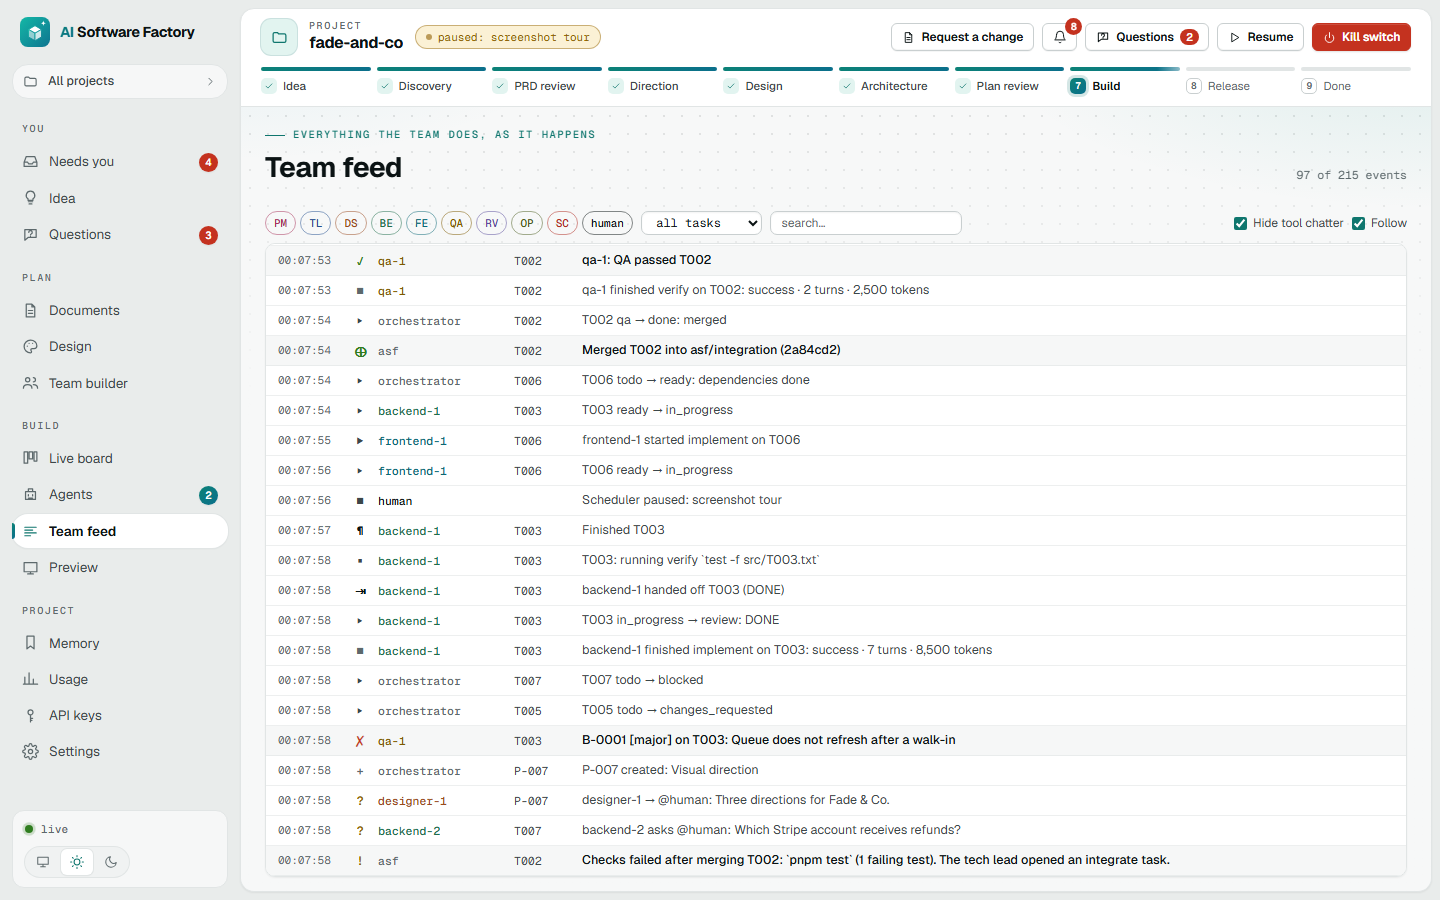 AI Software Factory
All projects
YOU
Needs you 4
Idea
Questions 3
PLAN
Documents
Design
Team builder
BUILD
Live board
Agents 2
Team feed
Preview
PROJECT
Memory
Usage
API keys
Settings
live
PROJECT
fade-and-co
paused: screenshot tour
Request a change
8
Questions 2
Resume
Kill switch
Idea
Discovery
PRD review
Direction
Design
Architecture
Plan review
7 Build
8 Release
9 Done
EVERYTHING THE TEAM DOES, AS IT HAPPENS
Team feed
97 of 215 events
PM TL DS BE FE QA RV OP SC human all tasks search... Hide tool chatter Follow
00:07:53 ✓ qa-1 T002 qa-1: QA passed T002
00:07:53 ■ qa-1 T002 qa-1 finished verify on T002: success · 2 turns · 2,500 tokens
00:07:54 ▸ orchestrator T002 T002 qa → done: merged
00:07:54 ⊕ asf T002 Merged T002 into asf/integration (2a84cd2)
00:07:54 ▸ orchestrator T006 T006 todo → ready: dependencies done
00:07:54 ▸ backend-1 T003 T003 ready → in_progress
00:07:55 ▶ frontend-1 T006 frontend-1 started implement on T006
00:07:56 ▸ frontend-1 T006 T006 ready → in_progress
00:07:56 ■ human Scheduler paused: screenshot tour
00:07:57 ¶ backend-1 T003 Finished T003
00:07:58 ▪ backend-1 T003 T003: running verify `test -f src/T003.txt`
00:07:58 ⇥ backend-1 T003 backend-1 handed off T003 (DONE)
00:07:58 ▸ backend-1 T003 T003 in_progress → review: DONE
00:07:58 ■ backend-1 T003 backend-1 finished implement on T003: success · 7 turns · 8,500 tokens
00:07:58 ▸ orchestrator T007 T007 todo → blocked
00:07:58 ▸ orchestrator T005 T005 todo → changes_requested
00:07:58 ✗ qa-1 T003 B-0001 [major] on T003: Queue does not refresh after a walk-in
00:07:58 + orchestrator P-007 P-007 created: Visual direction
00:07:58 ? designer-1 P-007 designer-1 → @human: Three directions for Fade & Co.
00:07:58 ? backend-2 T007 backend-2 asks @human: Which Stripe account receives refunds?
00:07:58 ! asf T002 Checks failed after merging T002: `pnpm test` (1 failing test). The tech lead opened an integrate task.